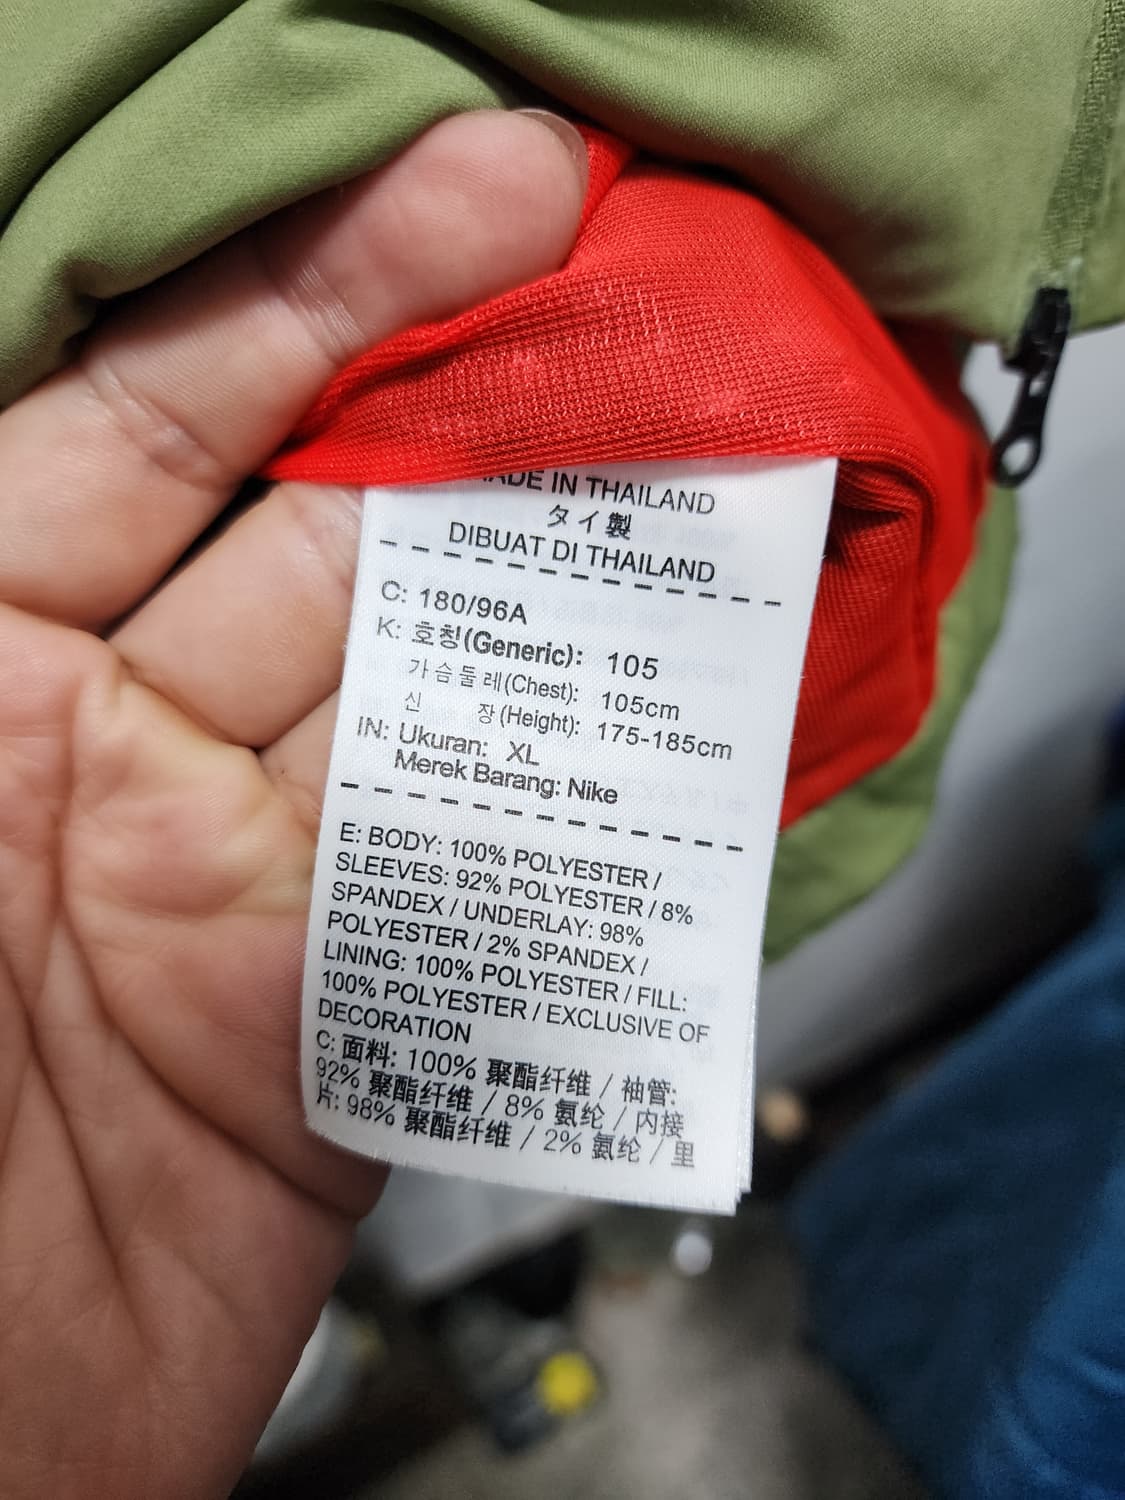 MADE IN THAILAND
タイ製
DIBUAT DI THAILAND
C: 180/96A
K: 호칭(Generic): 105
가슴둘레(Chest): 105cm
신 장(Height): 175-185cm
IN: Ukuran: XL
Merek Barang: Nike
E: BODY: 100% POLYESTER /
SLEEVES: 92% POLYESTER / 8%
SPANDEX / UNDERLAY: 98%
POLYESTER / 2% SPANDEX /
LINING: 100% POLYESTER / FILL:
100% POLYESTER / EXCLUSIVE OF
DECORATION
C: 面料: 100% 聚酯纤维 / 袖管:
92% 聚酯纤维 / 8% 氨纶 / 内接
片: 98% 聚酯纤维 / 2% 氨纶 / 里